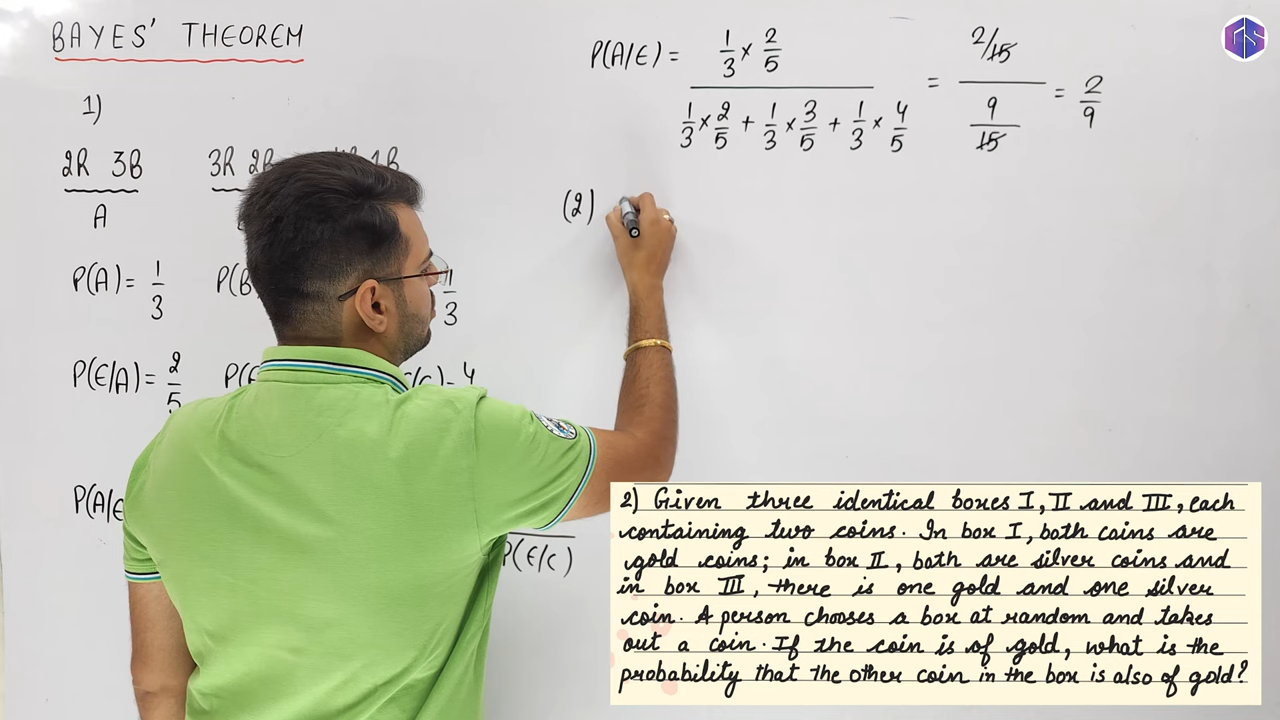 BAYES' THEOREM
1)
2R 3B
3R 2B
A
P(A) = 1/3
P(B
1/3
P(E/A) = 2/5
P(E
(C) = 4
P(A/E
P(E/C)
P(A/E) = (1/3 × 2/5) / (1/3 × 2/5 + 1/3 × 3/5 + 1/3 × 4/5) = (2/15) / (9/15) = 2/9
(2)
2) Given three identical boxes I, II and III, each
containing two coins. In box I, both coins are
gold coins; in box II, both are silver coins and
in box III, there is one gold and one silver
coin. A person chooses a box at random and takes
out a coin. If the coin is of gold, what is the
probability that the other coin in the box is also of gold?